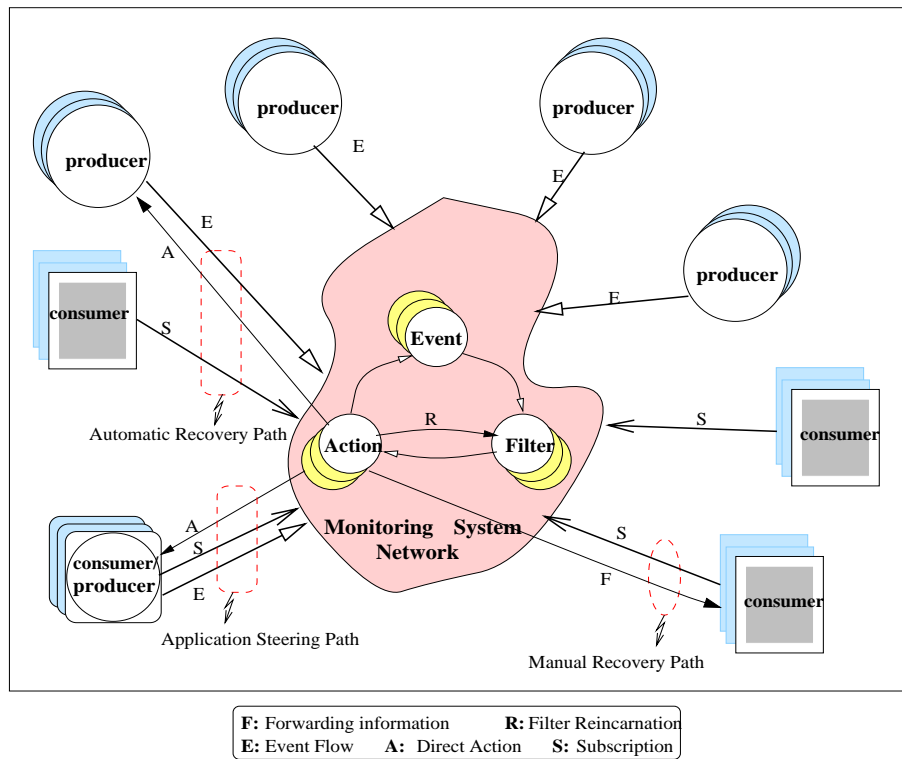 producer
producer
E
E
producer
E
A
producer
E
consumer
S
Event
Automatic Recovery Path
R
Action
Filter
S
consumer
Monitoring System
Network
A
S
E
consumer
producer
Application Steering Path
S
F
consumer
Manual Recovery Path
F: Forwarding information R: Filter Reincarnation
E: Event Flow A: Direct Action S: Subscription